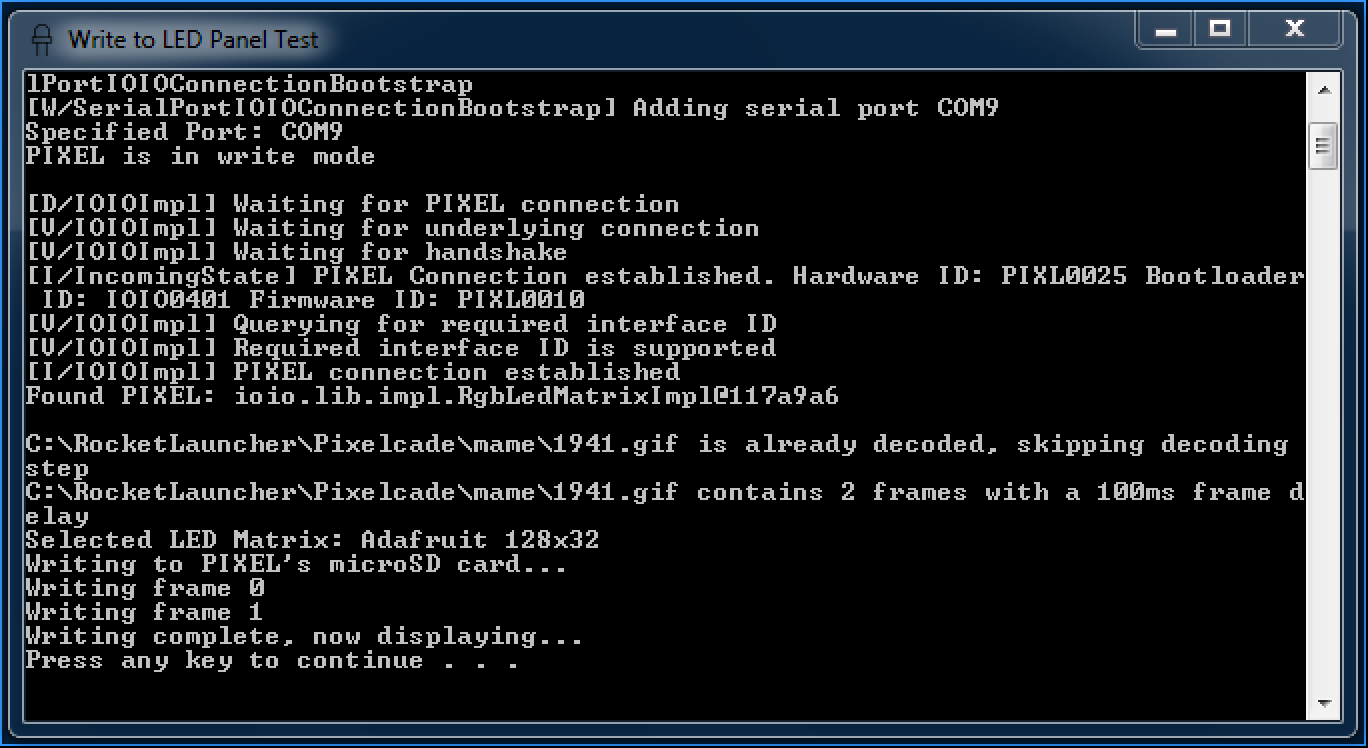 Write to LED Panel Test
lPortIOIOConnectionBootstrap
[W/SerialPortIOIOConnectionBootstrap] Adding serial port COM9
Specified Port: COM9
PIXEL is in write mode
[D/IOIOImpl] Waiting for PIXEL connection
[V/IOIOImpl] Waiting for underlying connection
[V/IOIOImpl] Waiting for handshake
[I/IncomingState] PIXEL Connection established. Hardware ID: PIXL0025 Bootloader
ID: IOIO0401 Firmware ID: PIXL0010
[V/IOIOImpl] Querying for required interface ID
[V/IOIOImpl] Required interface ID is supported
[I/IOIOImpl] PIXEL connection established
Found PIXEL: ioio.lib.impl.RgbLedMatrixImpl@117a9a6
C:\RocketLauncher\Pixelcade\mame\1941.gif is already decoded, skipping decoding
step
C:\RocketLauncher\Pixelcade\mame\1941.gif contains 2 frames with a 100ms frame d
elay
Selected LED Matrix: Adafruit 128x32
Writing to PIXEL's microSD card...
Writing frame 0
Writing frame 1
Writing complete, now displaying...
Press any key to continue . . .